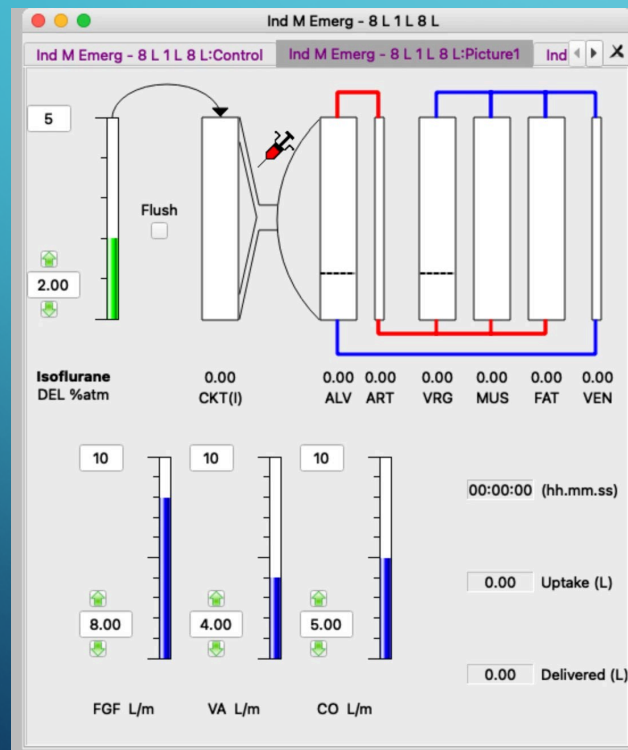 Ind M Emerg - 8 L 1 L 8 L
Ind M Emerg - 8 L 1 L 8 L:Control
Ind M Emerg - 8 L 1 L 8 L:Picture1
Ind
5
Flush
2.00
Isoflurane
DEL %atm
0.00 0.00 0.00 0.00 0.00 0.00 0.00
CKT(I) ALV ART VRG MUS FAT VEN
10 10 10
00:00:00 (hh.mm.ss)
0.00 Uptake (L)
8.00 4.00 5.00
0.00 Delivered (L)
FGF L/m VA L/m CO L/m